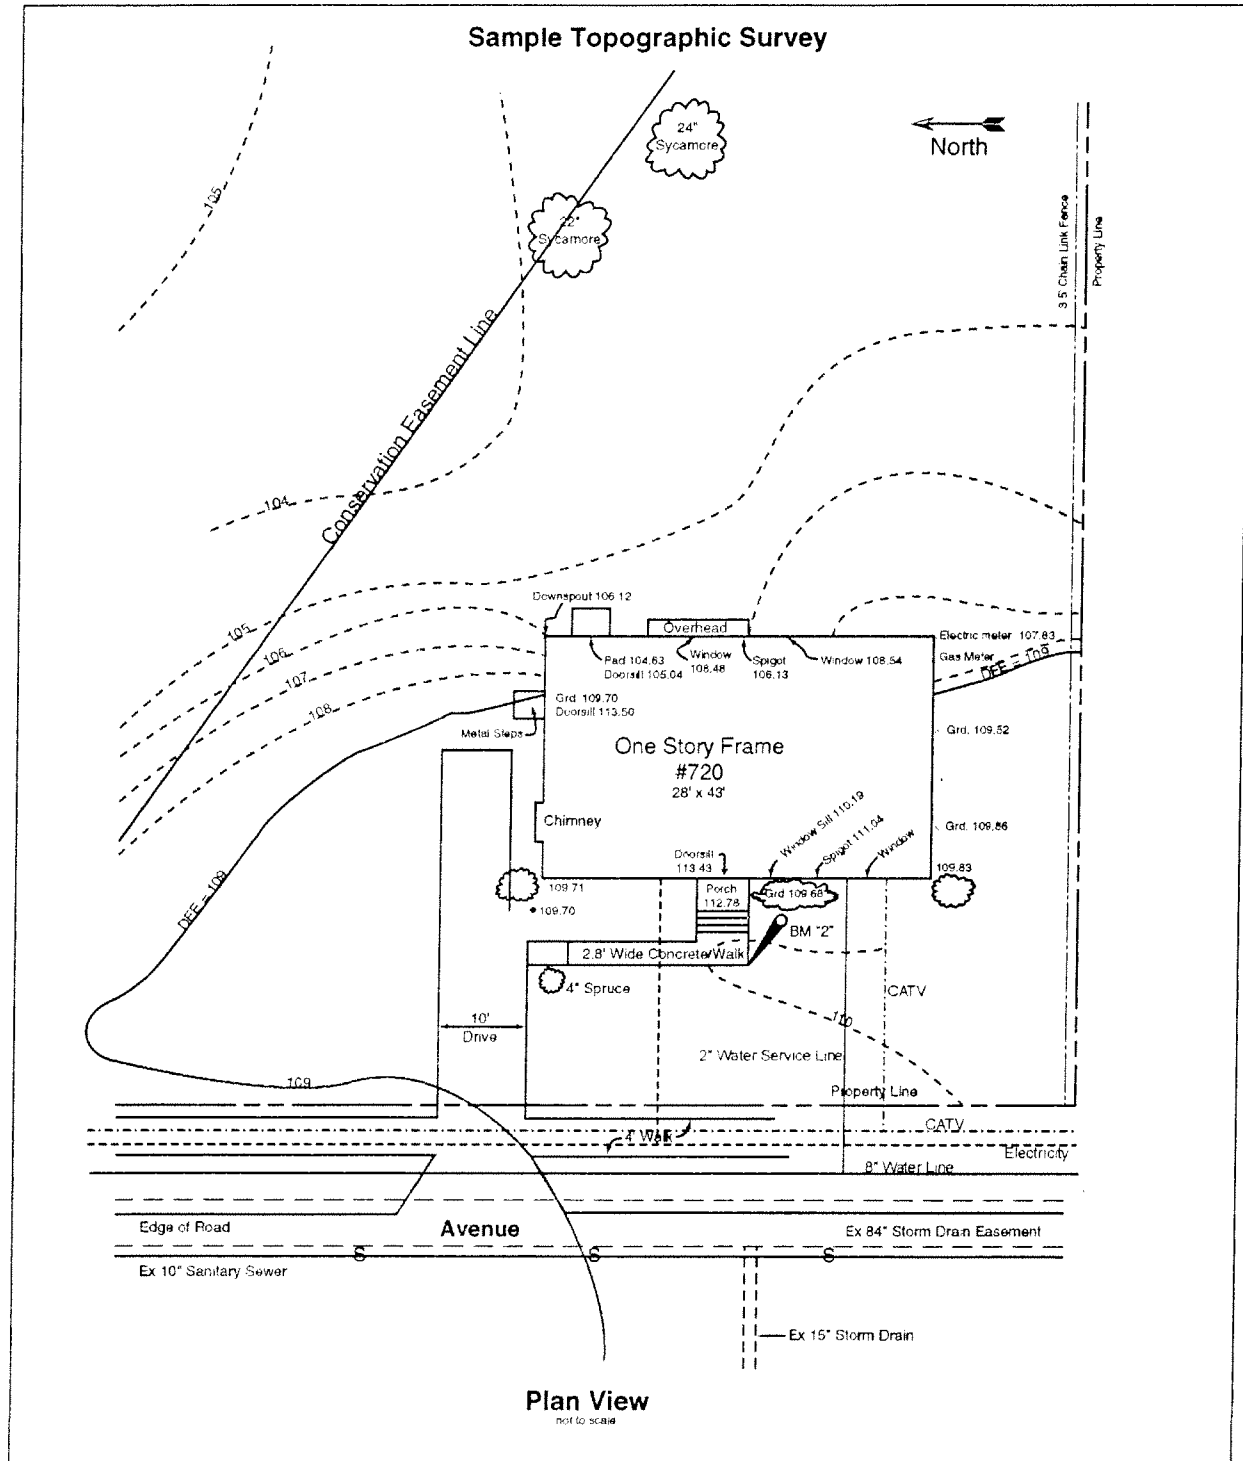 Sample Topographic Survey
24"
Sycamore
North
105
22"
Sycamore
3.5' Chain Link Fence
Property Line
Conservation Easement Line
104
Downspout 106.12
105
106
107
108
Overhead
Pad 104.63
Doorsill 105.04
Window
108.48
Spigot
106.13
Window 108.54
Electric meter 107.83
Gas Meter
DFE = 109
Grd 109.70
Doorsill 113.50
Metal Steps
Grd. 109.52
One Story Frame
#720
28' x 43'
Chimney
Window Sill 110.19
Spigot 111.04
Window
Grd. 109.86
Doorsill
113.43
109.83
109.71
Porch
112.78
Grd 109.68
109.70
BM "2"
2.8' Wide Concrete Walk
DFE = 109
4" Spruce
CATV
110
10'
Drive
2" Water Service Line
109
Property Line
CATV
4' Walk
Electricity
8" Water Line
Edge of Road
Avenue
Ex 84" Storm Drain Easement
S S S
Ex 10" Sanitary Sewer
Ex 15" Storm Drain
Plan View
not to scale